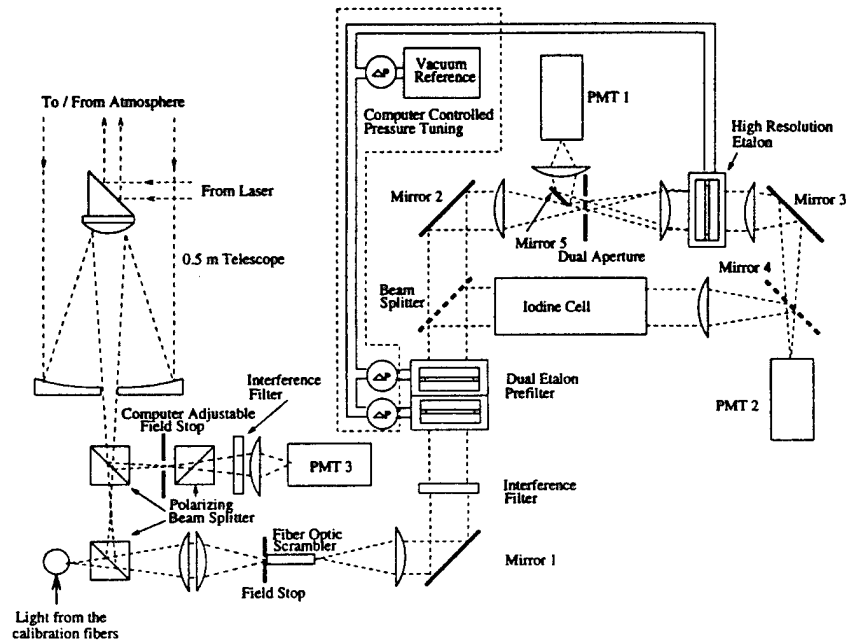 To / From Atmosphere
From Laser
0.5 m Telescope
ΔP
Vacuum
Reference
Computer Controlled
Pressure Tuning
PMT 1
High Resolution
Etalon
Mirror 2
Mirror 3
Mirror 5
Dual Aperture
Mirror 4
Beam
Splitter
Iodine Cell
ΔP
ΔP
Dual Etalon
Prefilter
PMT 2
Interference
Filter
Computer Adjustable
Field Stop
PMT 3
Polarizing
Beam Splitter
Interference
Filter
Fiber Optic
Scrambler
Mirror 1
Field Stop
Light from the
calibration fibers